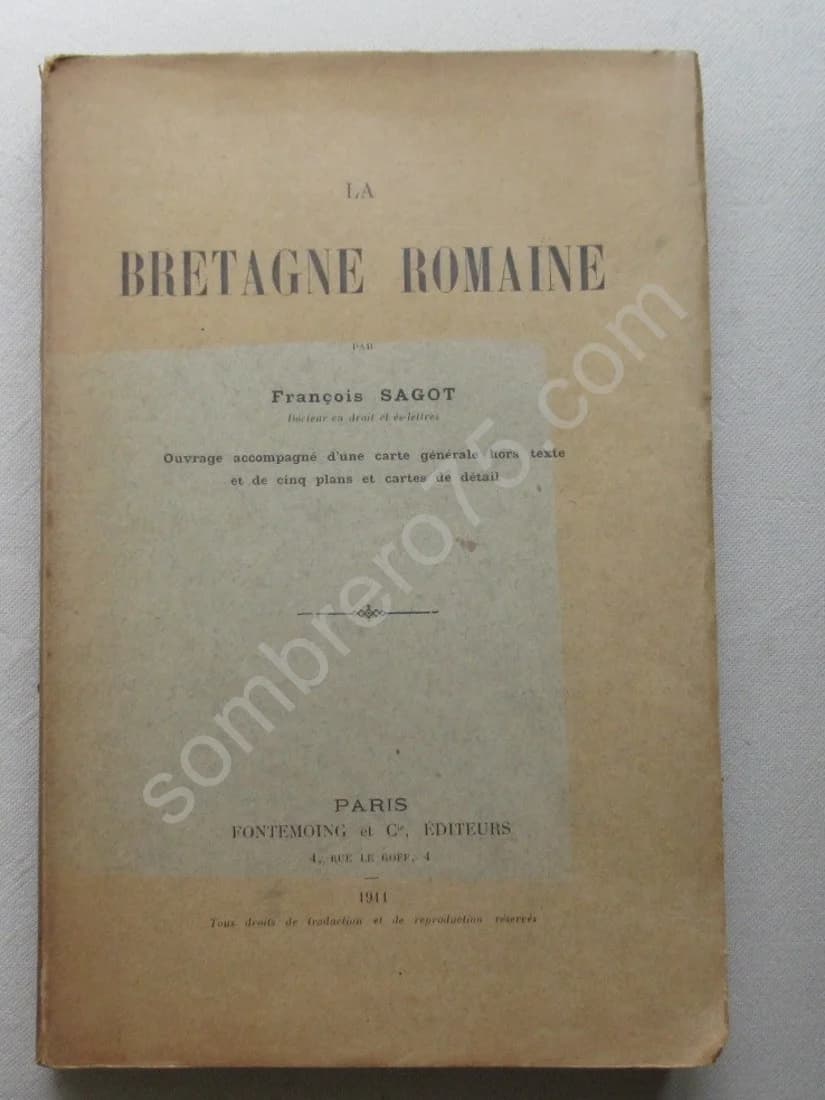 LA
BRETAGNE ROMAINE
PAR
François SAGOT
Docteur en droit et ès-lettres
Ouvrage accompagné d'une carte générale hors texte
et de cinq plans et cartes de détail
PARIS
FONTEMOING et Cie, ÉDITEURS
4, RUE LE GOFF, 4
1911
Tous droits de traduction et de reproduction réservés
sombrero75.com